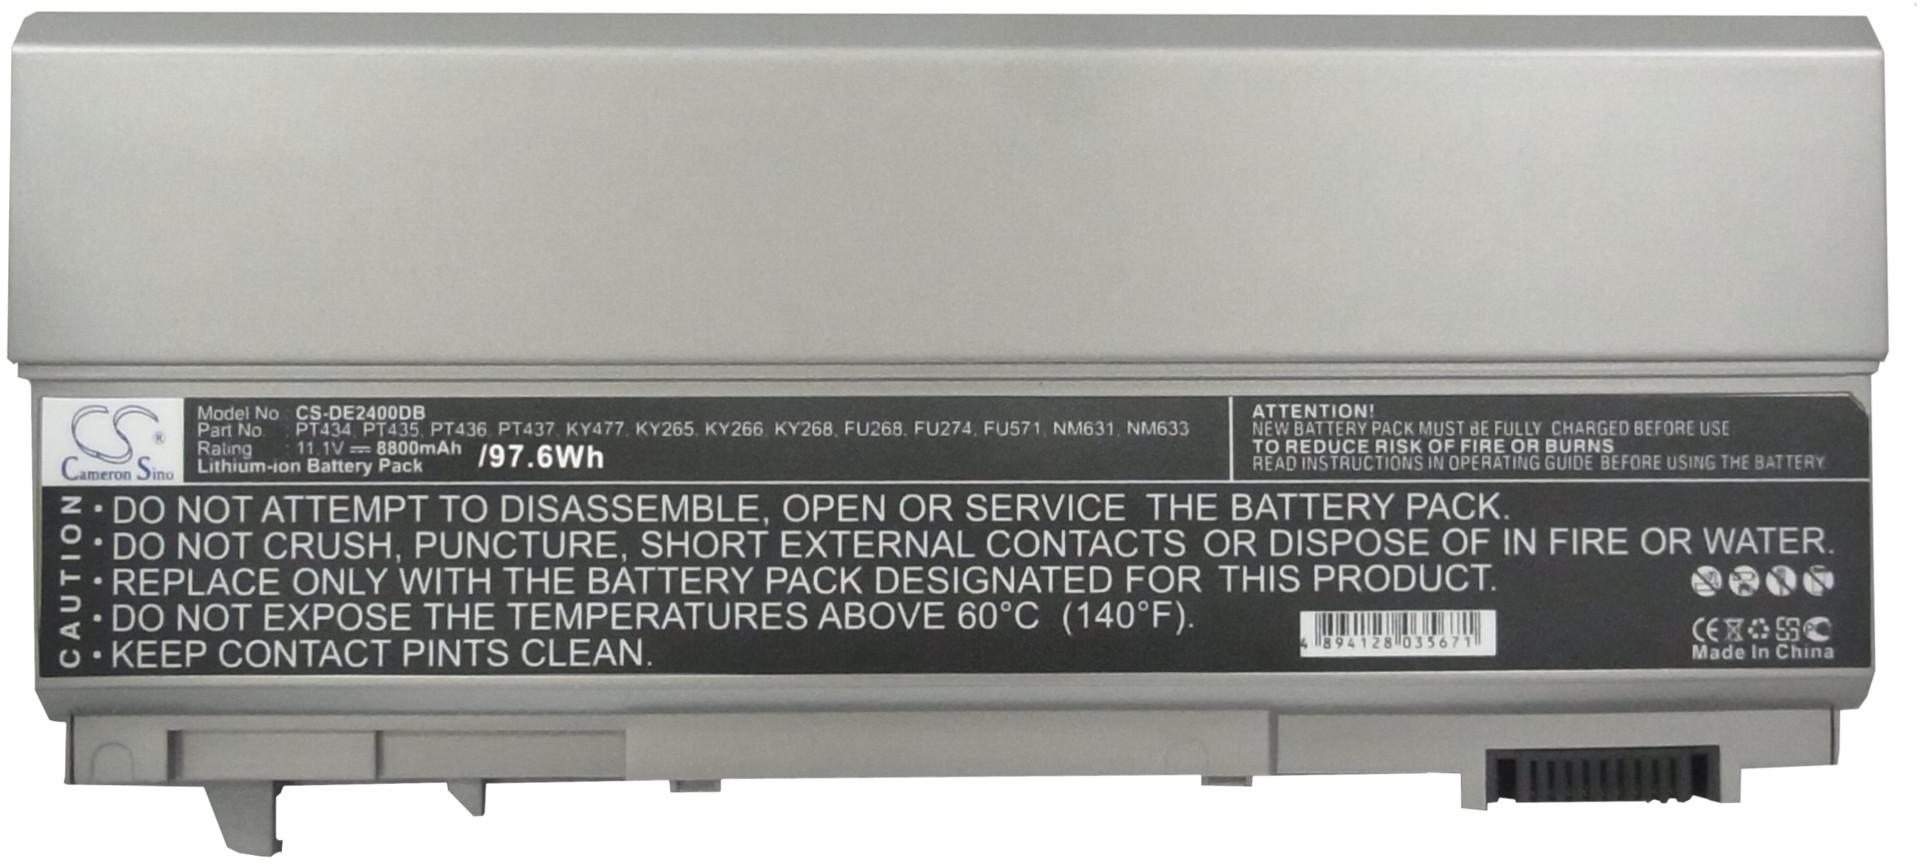 CS®
Cameron Sino
Model No : CS-DE2400DB
Part No. : PT434, PT435, PT436, PT437, KY477, KY265, KY266, KY268, FU268, FU274, FU571, NM631, NM633
Rating : 11.1V 8800mAh /97.6Wh
Lithium-ion Battery Pack
ATTENTION!
NEW BATTERY PACK MUST BE FULLY CHARGED BEFORE USE
TO REDUCE RISK OF FIRE OR BURNS
READ INSTRUCTIONS IN OPERATING GUIDE BEFORE USING THE BATTERY.
CAUTION
• DO NOT ATTEMPT TO DISASSEMBLE, OPEN OR SERVICE THE BATTERY PACK.
• DO NOT CRUSH, PUNCTURE, SHORT EXTERNAL CONTACTS OR DISPOSE OF IN FIRE OR WATER.
• REPLACE ONLY WITH THE BATTERY PACK DESIGNATED FOR THIS PRODUCT.
• DO NOT EXPOSE THE TEMPERATURES ABOVE 60°C (140°F).
• KEEP CONTACT PINTS CLEAN.
4 894128 035671
CE
Made In China